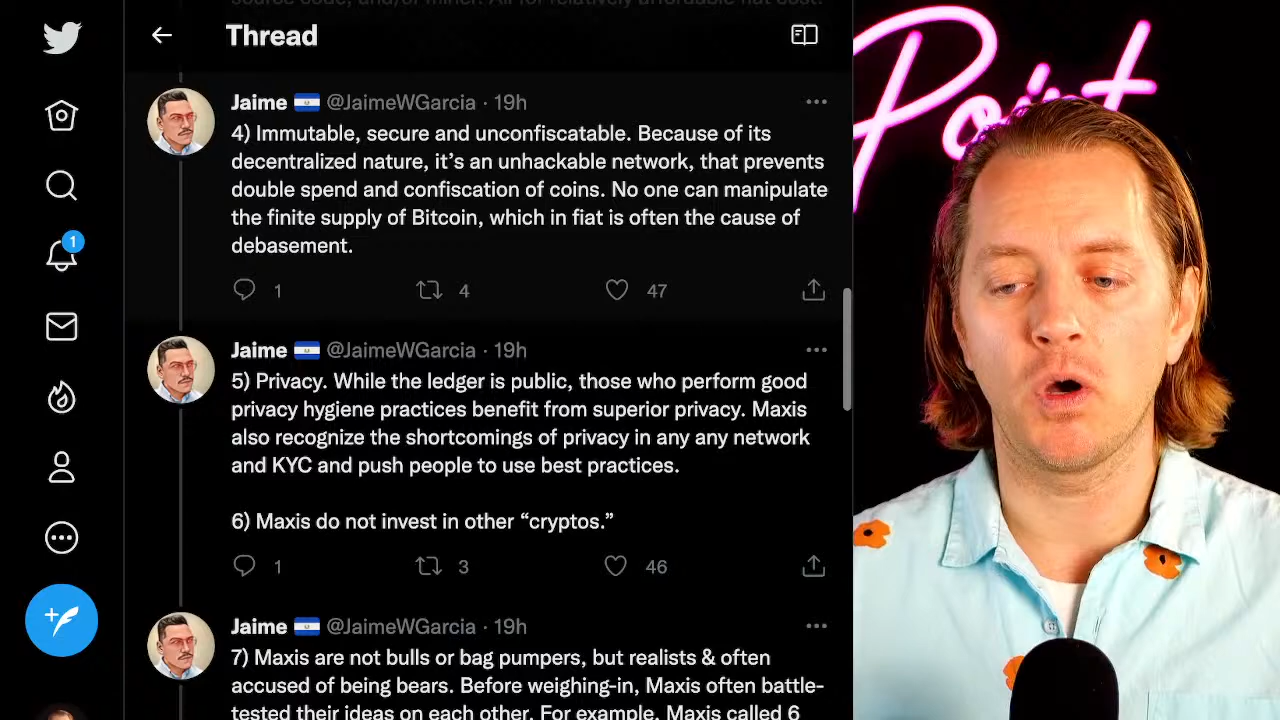 Thread
Jaime @JaimeWGarcia · 19h
4) Immutable, secure and unconfiscatable. Because of its
decentralized nature, it’s an unhackable network, that prevents
double spend and confiscation of coins. No one can manipulate
the finite supply of Bitcoin, which in fiat is often the cause of
debasement.
1 4 47
1
Jaime @JaimeWGarcia · 19h
5) Privacy. While the ledger is public, those who perform good
privacy hygiene practices benefit from superior privacy. Maxis
also recognize the shortcomings of privacy in any any network
and KYC and push people to use best practices.
6) Maxis do not invest in other “cryptos.”
1 3 46
Jaime @JaimeWGarcia · 19h
7) Maxis are not bulls or bag pumpers, but realists & often
accused of being bears. Before weighing-in, Maxis often battle-
tested their ideas on each other. For example, Maxis called 6
Point